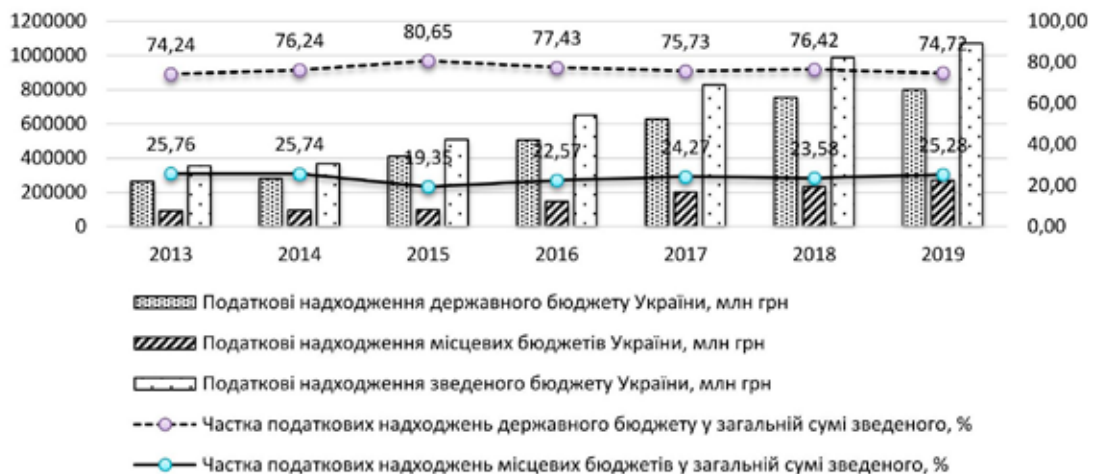 1200000 100,00
1000000 80,00
800000 60,00
600000 40,00
400000 20,00
200000 0,00
0
74,24 76,24 80,65 77,43 75,73 76,42 74,72
25,76 25,74 19,35 22,57 24,27 23,58 25,28
2013 2014 2015 2016 2017 2018 2019
Податкові надходження державного бюджету України, млн грн
Податкові надходження місцевих бюджетів України, млн грн
Податкові надходження зведеного бюджету України, млн грн
Частка податкових надходжень державного бюджету у загальній сумі зведеного, %
Частка податкових надходжень місцевих бюджетів у загальній сумі зведеного, %